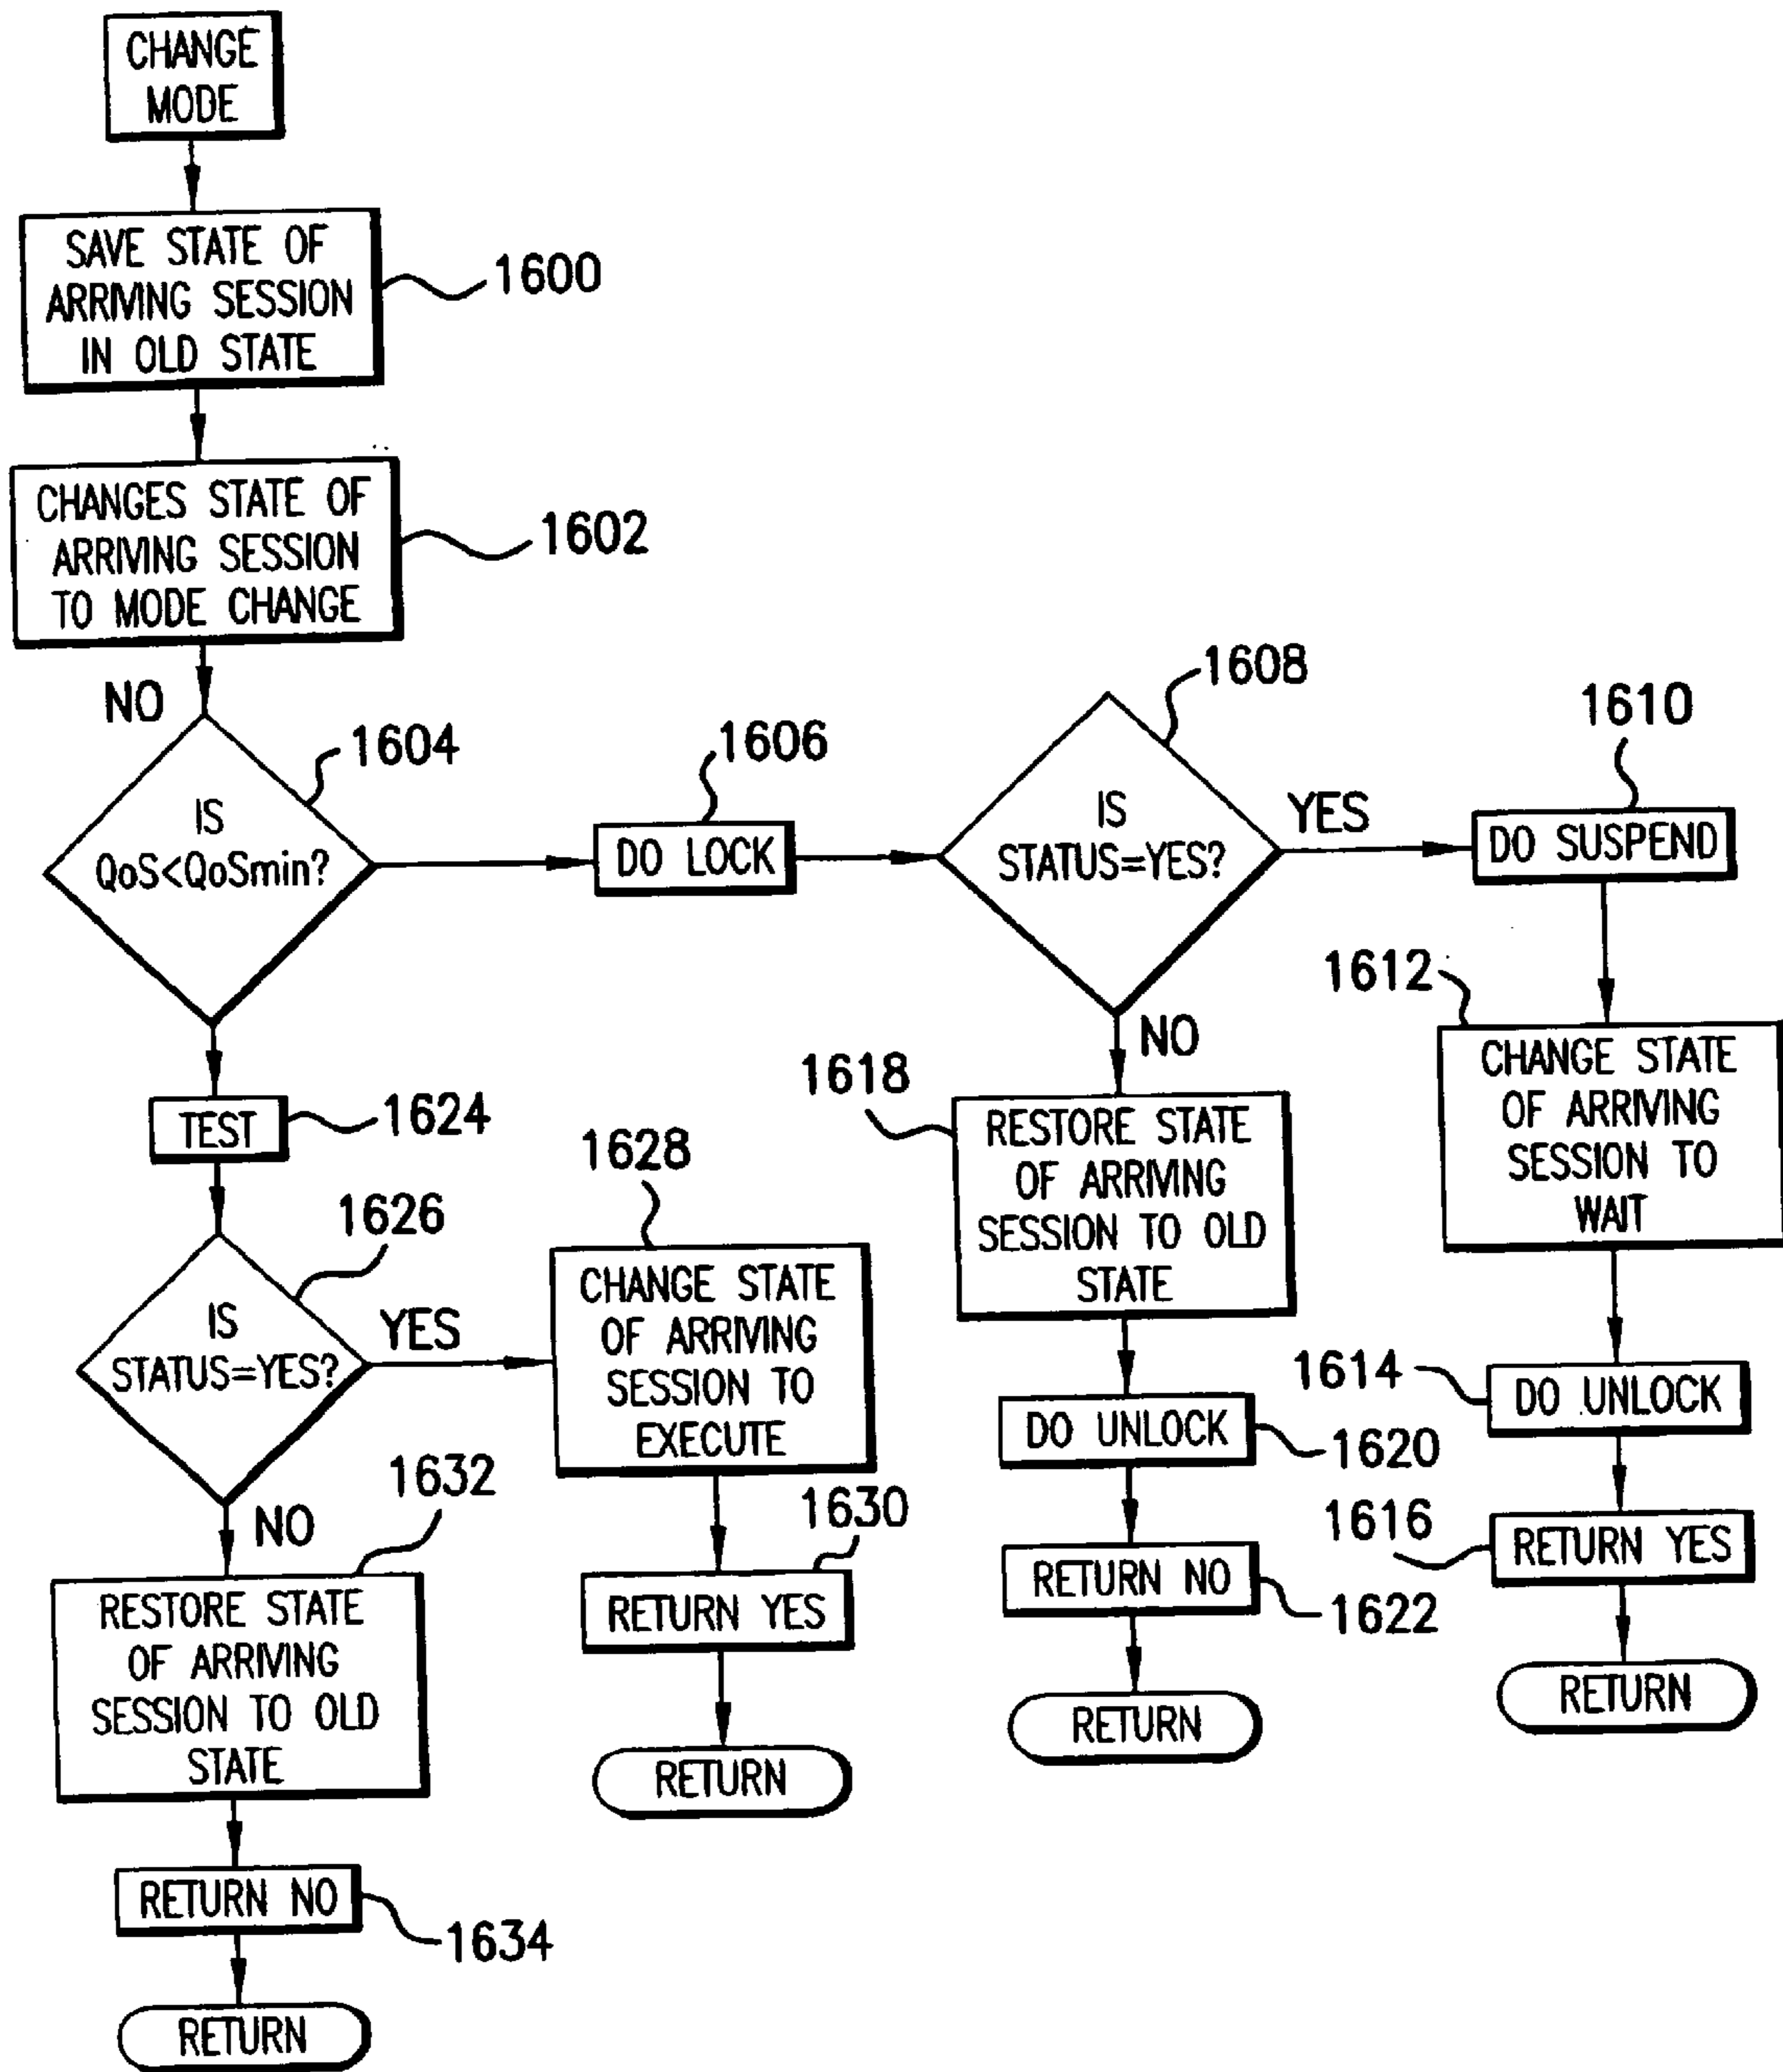 CHANGE
MODE
SAVE STATE OF
ARRIVING SESSION
IN OLD STATE
1600
CHANGES STATE OF
ARRIVING SESSION
TO MODE CHANGE
1602
NO
IS
QoS<QoSmin?
1604
DO LOCK
1606
IS
STATUS=YES?
1608
YES
DO SUSPEND
1610
1612
CHANGE STATE
OF ARRIVING
SESSION TO
WAIT
1614
DO UNLOCK
1616
RETURN YES
RETURN
NO
1618
RESTORE STATE
OF ARRIVING
SESSION TO OLD
STATE
DO UNLOCK
1620
RETURN NO
1622
RETURN
TEST
1624
1626
IS
STATUS=YES?
YES
1628
CHANGE STATE
OF ARRIVING
SESSION TO
EXECUTE
1630
RETURN YES
RETURN
NO
1632
RESTORE STATE
OF ARRIVING
SESSION TO OLD
STATE
RETURN NO
1634
RETURN